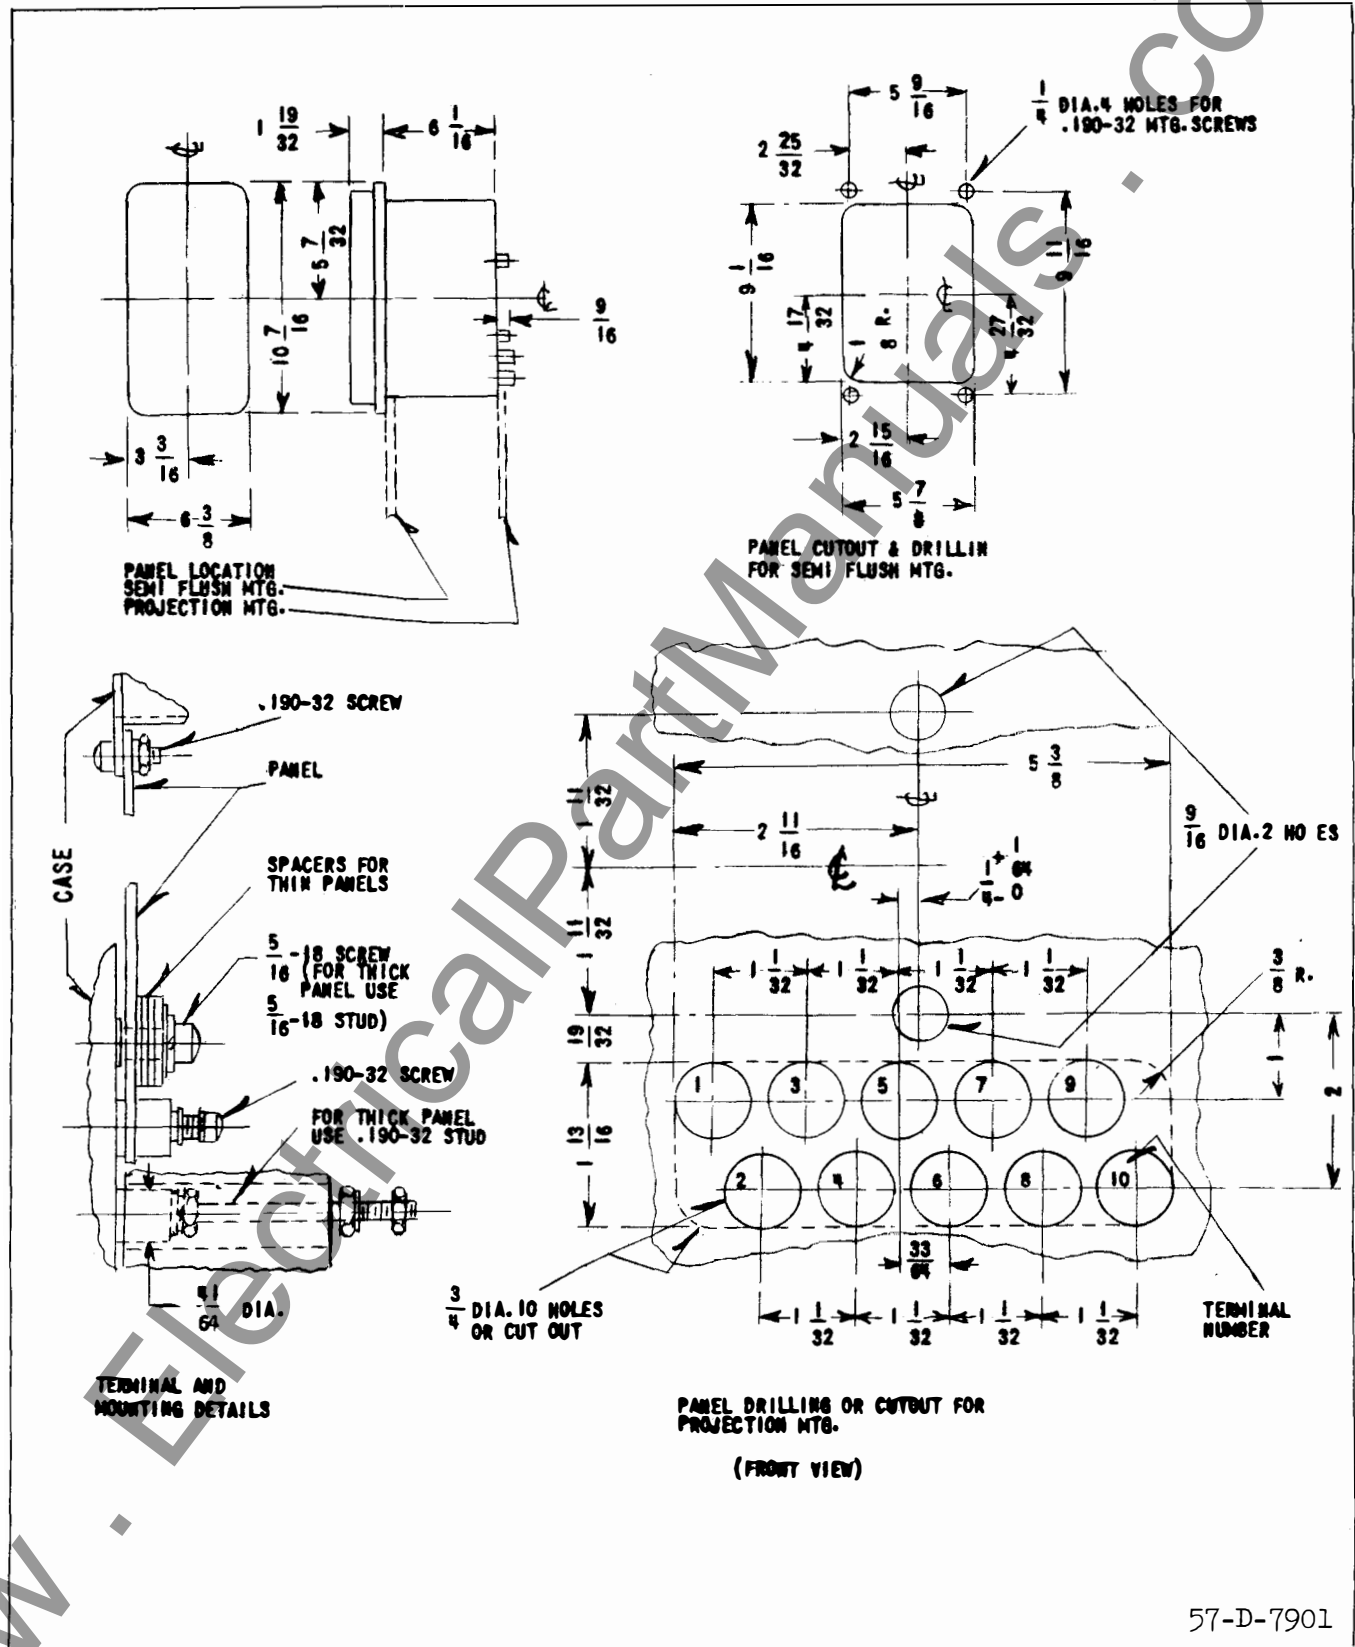 1 19/32
6 1/16
5 7/32
10 7/16
9/16
3 3/16
6 3/8
PANEL LOCATION
SEMI FLUSH MTG.
PROJECTION MTG.
5 9/16
2 25/32
1/4 DIA.4 HOLES FOR
.190-32 MTG.SCREWS
9 1/16
4 17/32
1/8 R.
9 11/16
4 27/32
2 15/16
5 7/8
PANEL CUTOUT & DRILLIN
FOR SEMI FLUSH MTG.
.190-32 SCREW
PANEL
CASE
SPACERS FOR
THIN PANELS
5/16-18 SCREW
(FOR THICK
PANEL USE
5/16-18 STUD)
.190-32 SCREW
FOR THICK PANEL
USE .190-32 STUD
41/64 DIA.
TERMINAL AND
MOUNTING DETAILS
5 3/8
1 11/32
2 11/16
9/16 DIA.2 HO ES
1/4 + 1/64 - 0
1 11/32
1 1/32 1 1/32 1 1/32 1 1/32
3/8 R.
19/32
1
2
1 3 5 7 9
1 13/16
2 4 6 8 10
33/64
3/4 DIA.10 HOLES
OR CUT OUT
1 1/32 1 1/32 1 1/32 1 1/32
TERMINAL
NUMBER
PANEL DRILLING OR CUTOUT FOR
PROJECTION MTG.
(FRONT VIEW)
57-D-7901
w . ElectricalPartManuals . co